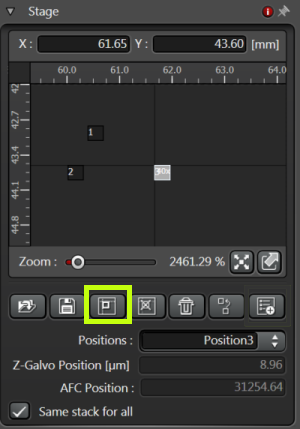 Stage
X : 61.65 Y : 43.60 [mm]
60.0 61.0 62.0 63.0 64.0
42
42.7
43.4
44.1
44.8
1
2
30x
Zoom : 2461.29 %
Positions : Position3
Z-Galvo Position [µm] 8.96
AFC Position : 31254.64
Same stack for all